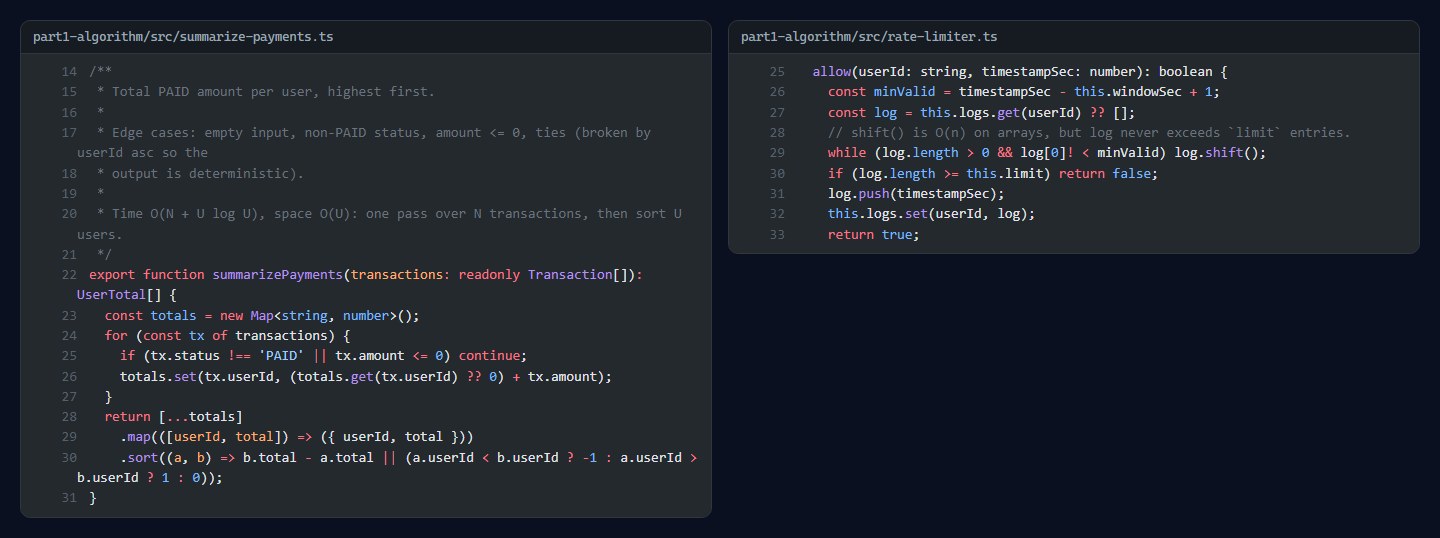 part1-algorithm/src/summarize-payments.ts
14 /**
15  * Total PAID amount per user, highest first.
16  *
17  * Edge cases: empty input, non-PAID status, amount <= 0, ties (broken by
userId asc so the
18  * output is deterministic).
19  *
20  * Time O(N + U log U), space O(U): one pass over N transactions, then sort U
users.
21  */
22 export function summarizePayments(transactions: readonly Transaction[]):
UserTotal[] {
23   const totals = new Map<string, number>();
24   for (const tx of transactions) {
25     if (tx.status !== 'PAID' || tx.amount <= 0) continue;
26     totals.set(tx.userId, (totals.get(tx.userId) ?? 0) + tx.amount);
27   }
28   return [...totals]
29     .map(([userId, total]) => ({ userId, total }))
30     .sort((a, b) => b.total - a.total || (a.userId < b.userId ? -1 : a.userId >
b.userId ? 1 : 0));
31 }
part1-algorithm/src/rate-limiter.ts
25   allow(userId: string, timestampSec: number): boolean {
26     const minValid = timestampSec - this.windowSec + 1;
27     const log = this.logs.get(userId) ?? [];
28     // shift() is O(n) on arrays, but log never exceeds `limit` entries.
29     while (log.length > 0 && log[0]! < minValid) log.shift();
30     if (log.length >= this.limit) return false;
31     log.push(timestampSec);
32     this.logs.set(userId, log);
33     return true;